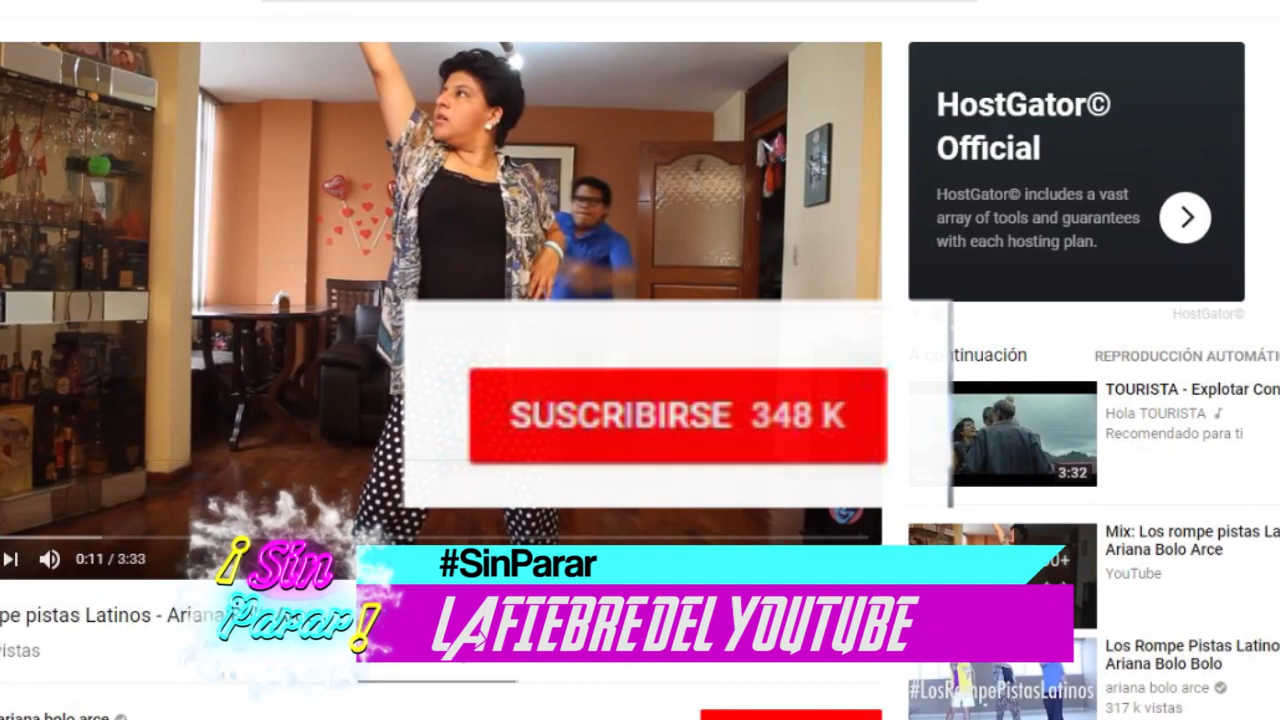 HostGator©
Official
HostGator© includes a vast
array of tools and guarantees
with each hosting plan.
HostGator©
A continuación
REPRODUCCIÓN AUTOMÁTI
TOURISTA - Explotar Con
Hola TOURISTA
Recomendado para ti
3:32
SUSCRIBIRSE 348 K
Mix: Los rompe pistas La
Ariana Bolo Arce
YouTube
0:11 / 3:33
#SinParar
¡Sin
Parar!
LA FIEBRE DEL YOUTUBE
pe pistas Latinos - Ariana
vistas
Los Rompe Pistas Latino
Ariana Bolo Bolo
ariana bolo arce
317 k vistas
#LosRompePistasLatinos
ariana bolo arce